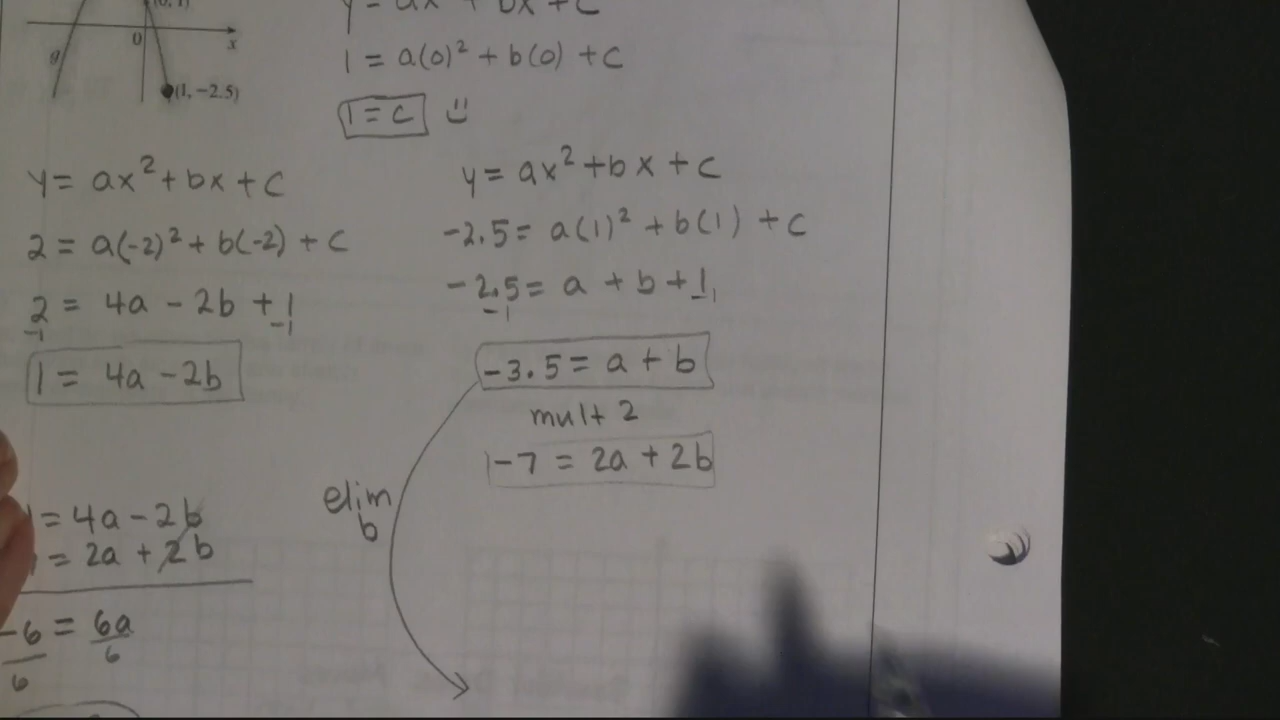 (0, 1)
0
x
g
(1, −2.5)
y = ax² + bx + c
1 = a(0)² + b(0) + c
1 = c
y = ax² + bx + c
2 = a(-2)² + b(-2) + c
2 = 4a - 2b + 1
-1 -1
1 = 4a - 2b
y = ax² + bx + c
-2.5 = a(1)² + b(1) + c
-2.5 = a + b + 1
-1 -1
-3.5 = a + b
mult 2
-7 = 2a + 2b
elim
b
= 4a - 2b
= 2a + 2b
-6 = 6a
6 6